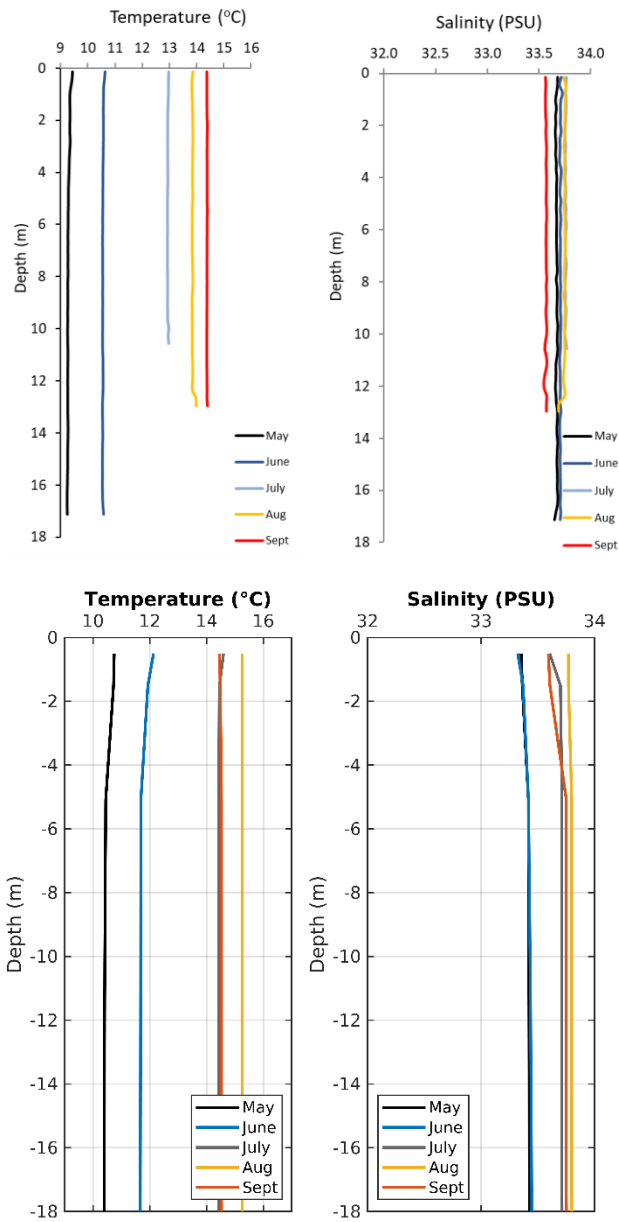 Temperature (°C)
9 10 11 12 13 14 15 16
0
2
4
6
8
10
12
14
16
18
Depth (m)
May
June
July
Aug
Sept
Salinity (PSU)
32.0 32.5 33.0 33.5 34.0
0
2
4
6
8
10
12
14
16
18
Depth (m)
May
June
July
Aug
Sept
Temperature (°C)
10 12 14 16
0
-2
-4
-6
-8
-10
-12
-14
-16
-18
Depth (m)
May
June
July
Aug
Sept
Salinity (PSU)
32 33 34
0
-2
-4
-6
-8
-10
-12
-14
-16
-18
Depth (m)
May
June
July
Aug
Sept